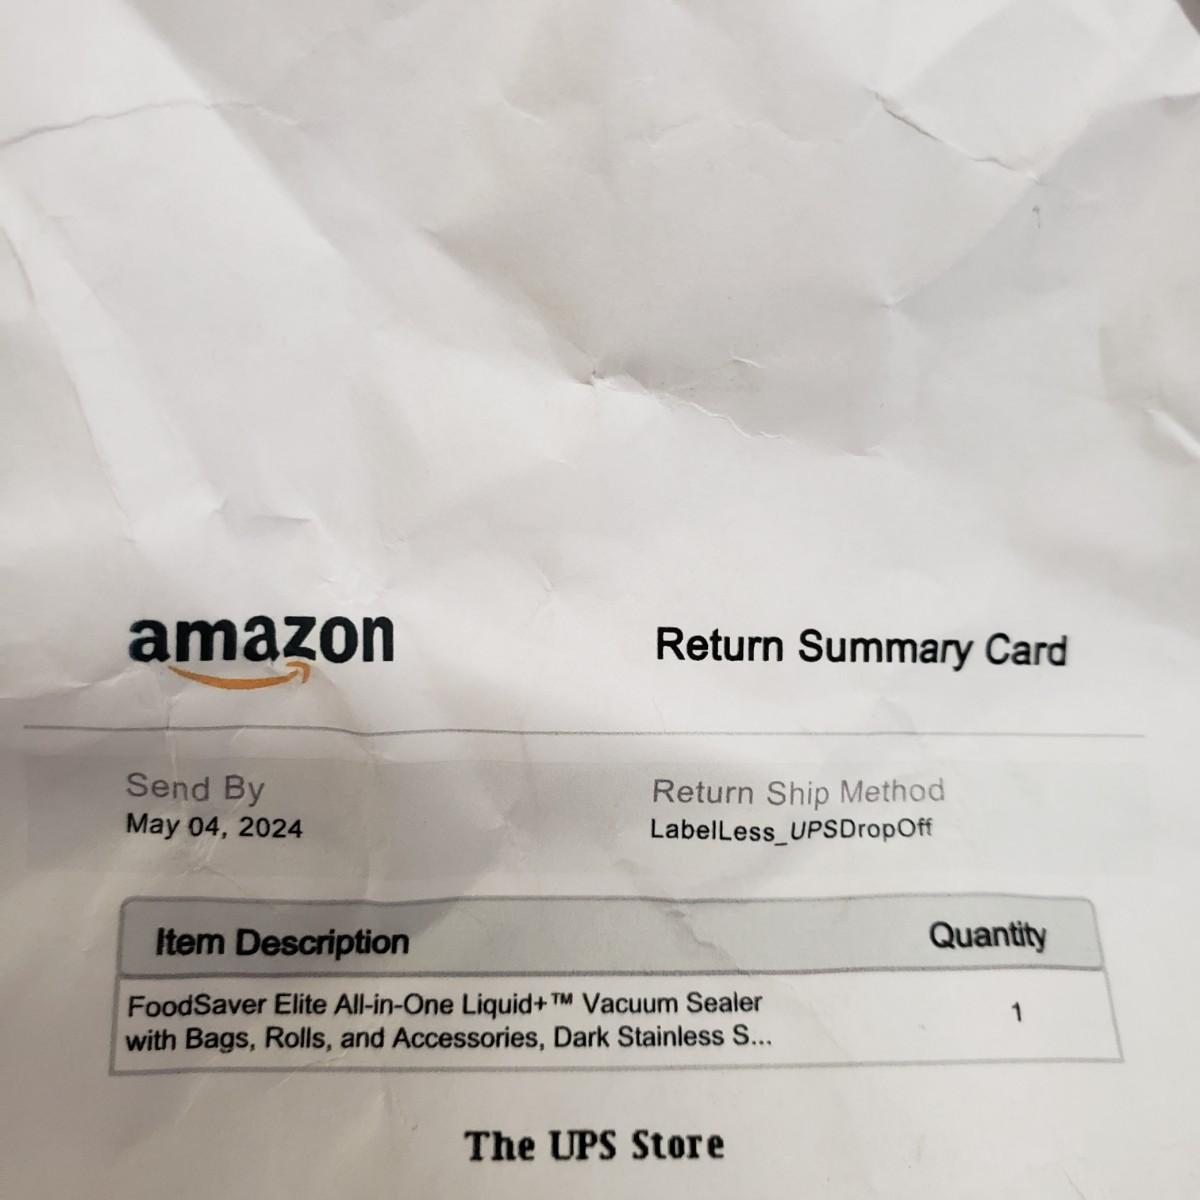 amazon
Return Summary Card
Send By
May 04, 2024
Return Ship Method
LabelLess_UPSDropOff
Item Description
Quantity
FoodSaver Elite All-in-One Liquid+™ Vacuum Sealer
with Bags, Rolls, and Accessories, Dark Stainless S...
1
The UPS Store